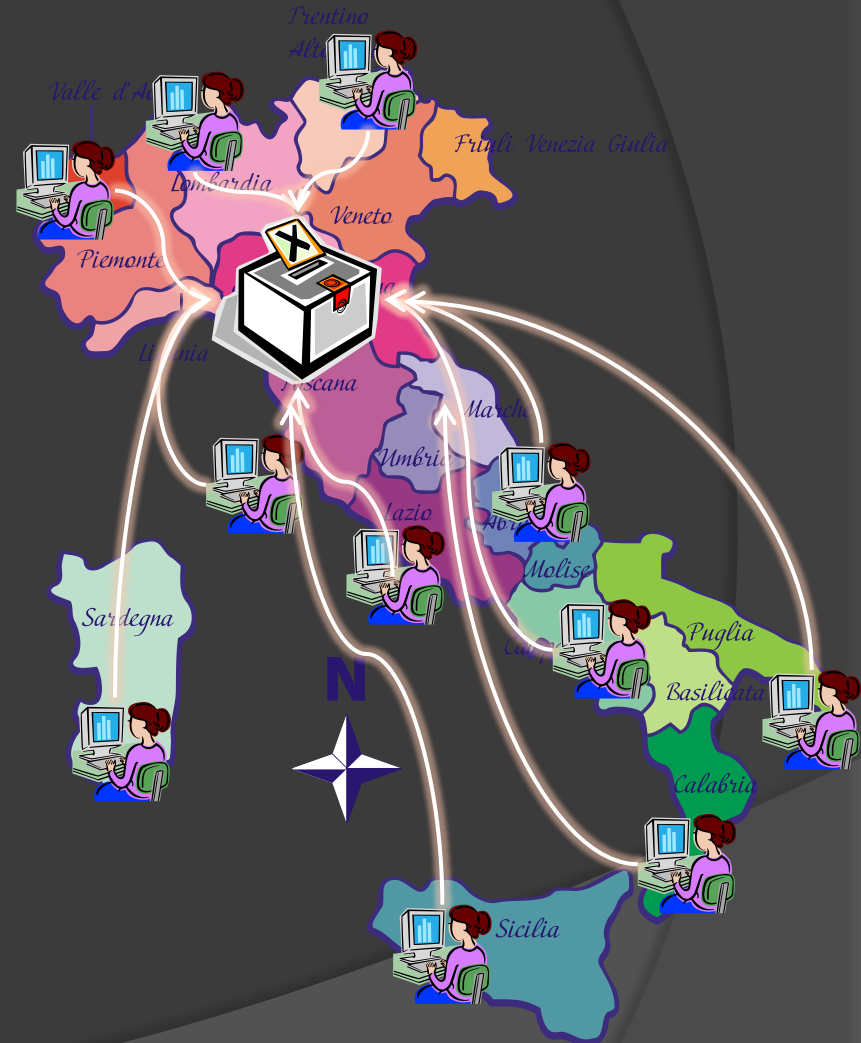 Trentino
Valle
Friuli Venezia Giulia
Lombardia
Veneto
Piemonte
X
Toscana
Marche
Umbria
Lazio
Molise
Sardegna
Puglia
Basilicata
N
Calabria
Sicilia